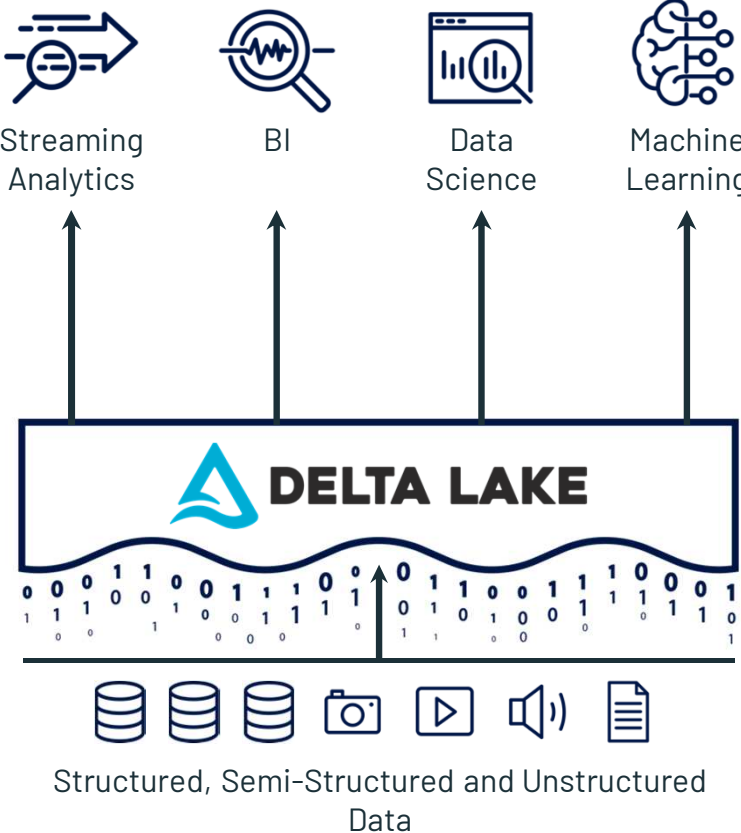 Streaming
Analytics
BI
Data
Science
Machine
Learning
DELTA LAKE
Structured, Semi-Structured and Unstructured
Data